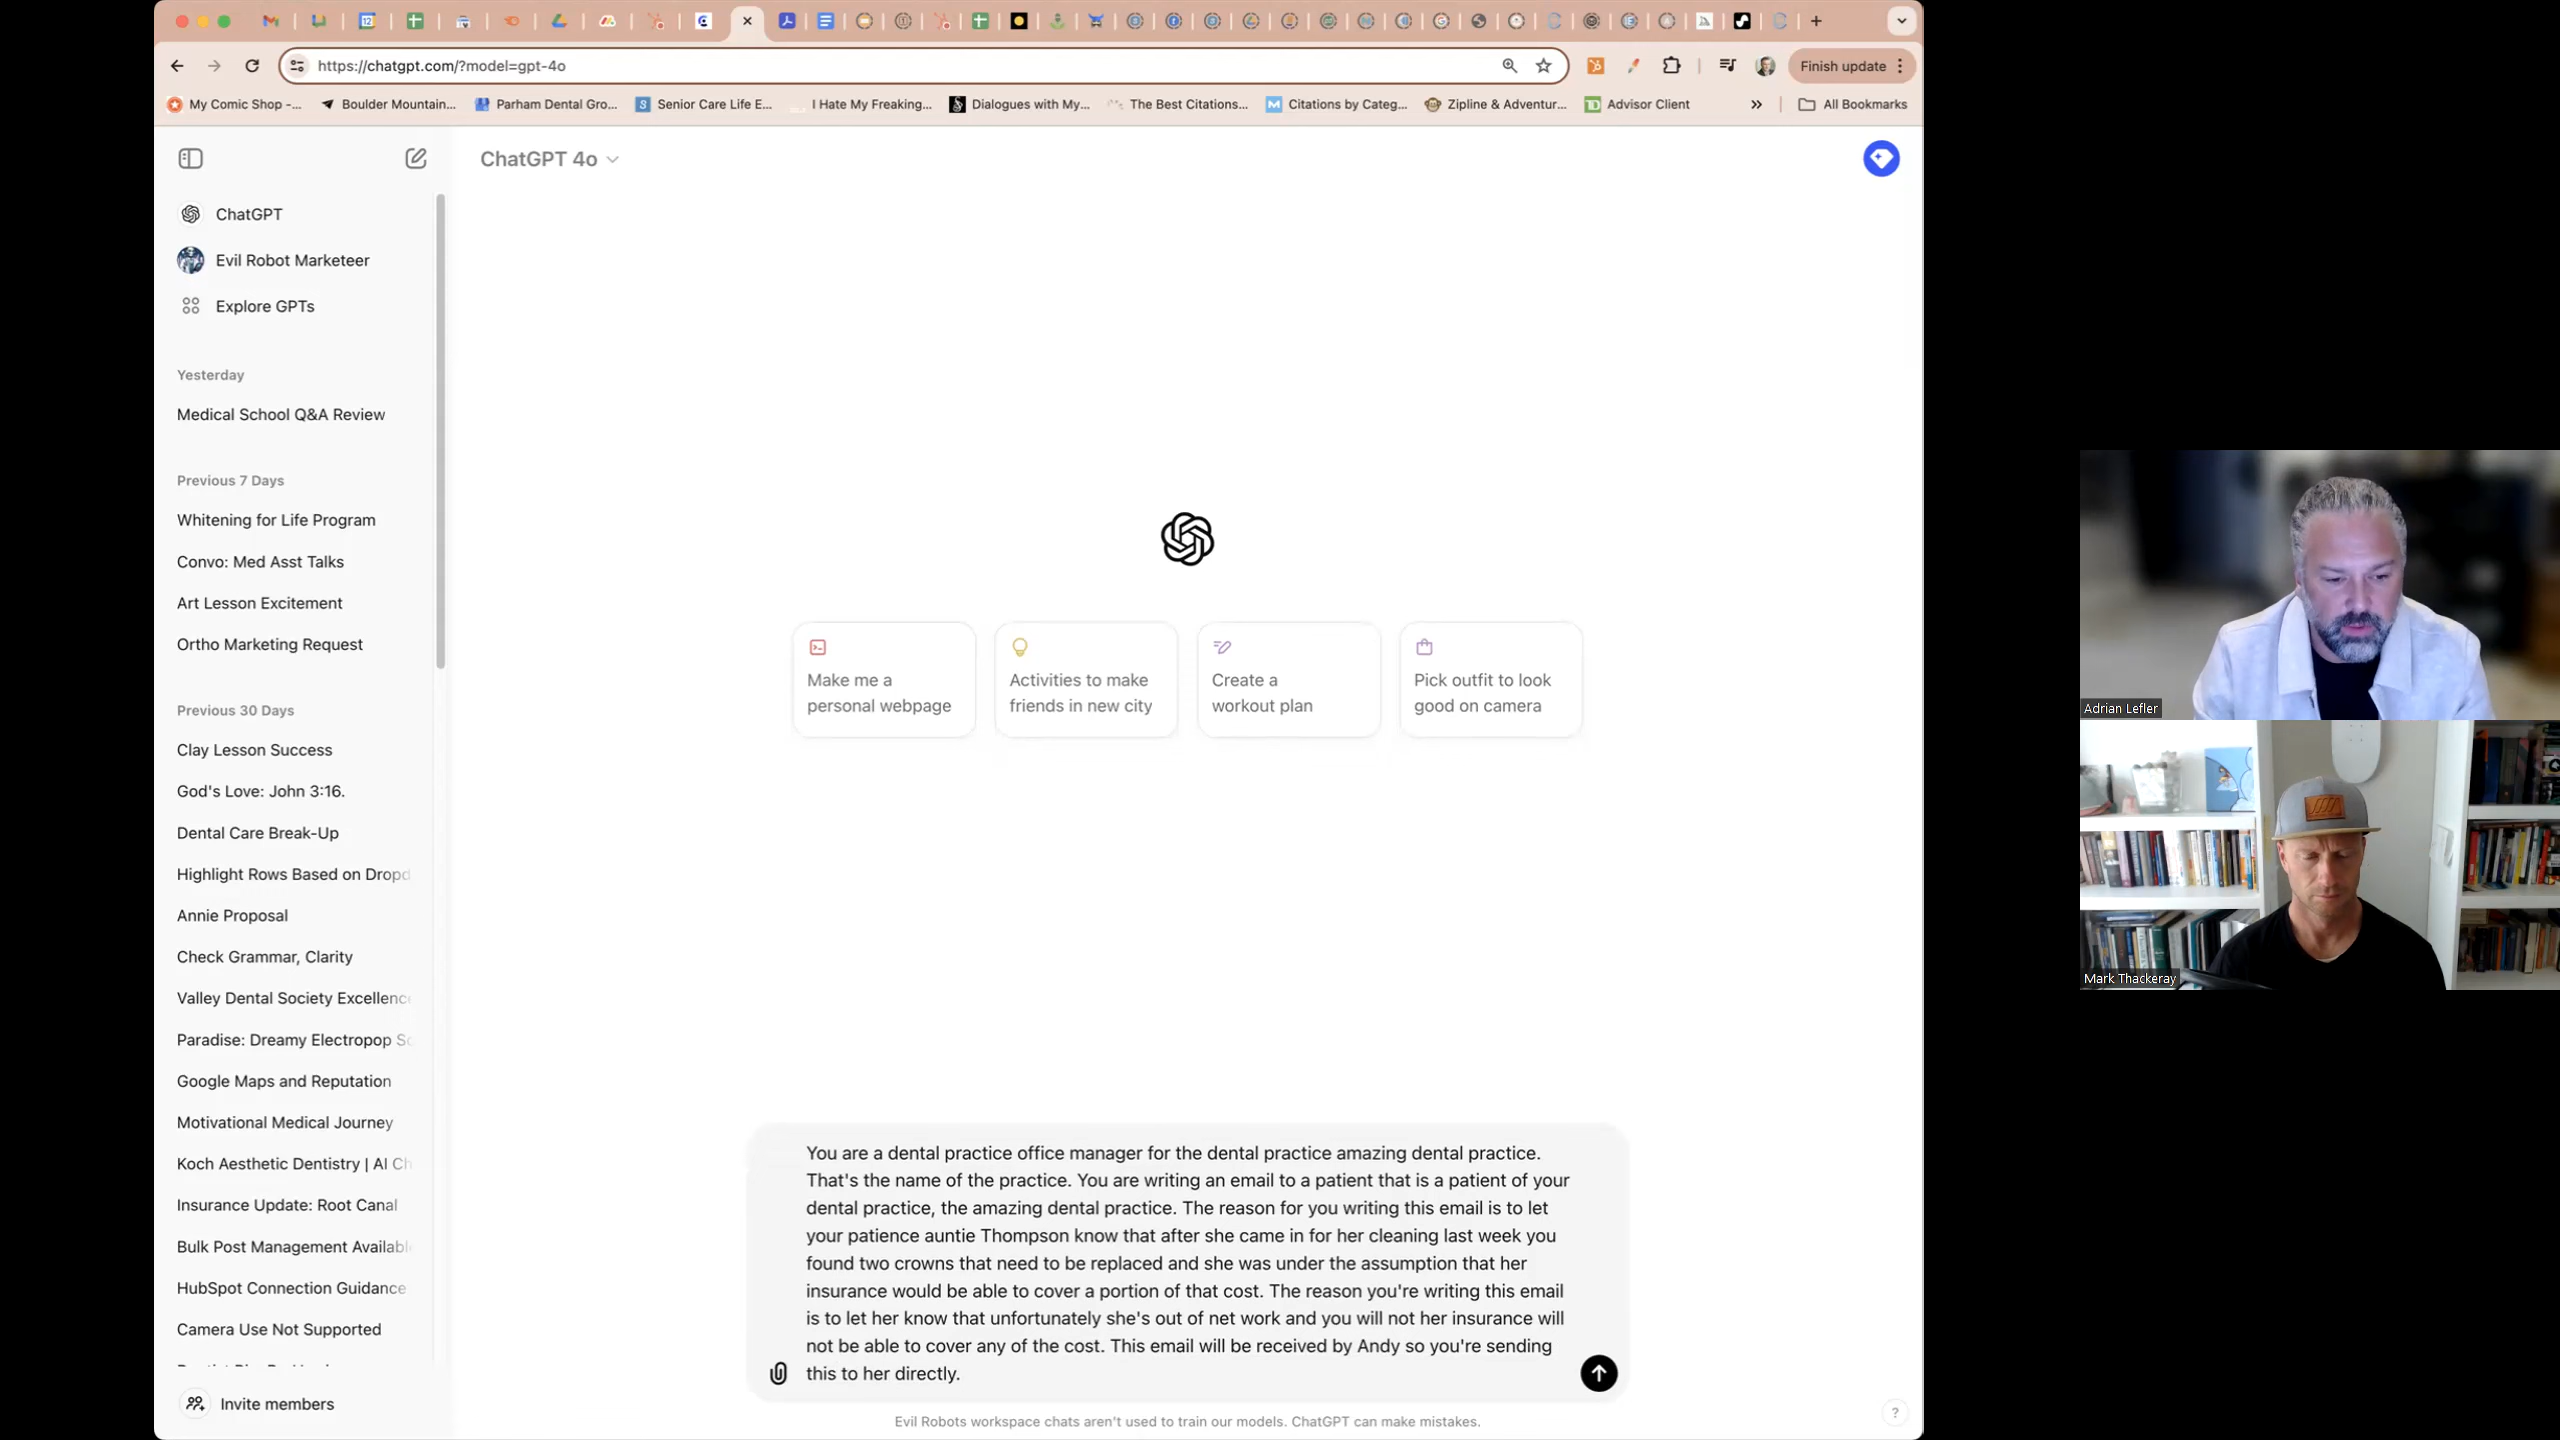 https://chatgpt.com/?model=gpt-4o
Finish update
My Comic Shop -...
Boulder Mountain...
Parham Dental Gro...
Senior Care Life E...
I Hate My Freaking...
Dialogues with My...
The Best Citations...
Citations by Categ...
Zipline & Adventur...
Advisor Client
All Bookmarks
ChatGPT 4o
ChatGPT
Evil Robot Marketeer
Explore GPTs
Yesterday
Medical School Q&A Review
Previous 7 Days
Whitening for Life Program
Convo: Med Asst Talks
Art Lesson Excitement
Ortho Marketing Request
Previous 30 Days
Clay Lesson Success
God's Love: John 3:16.
Dental Care Break-Up
Highlight Rows Based on Dropd
Annie Proposal
Check Grammar, Clarity
Valley Dental Society Excellence
Paradise: Dreamy Electropop So
Google Maps and Reputation
Motivational Medical Journey
Koch Aesthetic Dentistry | AI Ch
Insurance Update: Root Canal
Bulk Post Management Available
HubSpot Connection Guidance
Camera Use Not Supported
Invite members
Make me a
personal webpage
Activities to make
friends in new city
Create a
workout plan
Pick outfit to look
good on camera
You are a dental practice office manager for the dental practice amazing dental practice.
That's the name of the practice. You are writing an email to a patient that is a patient of your
dental practice, the amazing dental practice. The reason for you writing this email is to let
your patience auntie Thompson know that after she came in for her cleaning last week you
found two crowns that need to be replaced and she was under the assumption that her
insurance would be able to cover a portion of that cost. The reason you're writing this email
is to let her know that unfortunately she's out of net work and you will not her insurance will
not be able to cover any of the cost. This email will be received by Andy so you're sending
this to her directly.
Evil Robots workspace chats aren't used to train our models. ChatGPT can make mistakes.
?
Adrian Lefler
Mark Thackeray